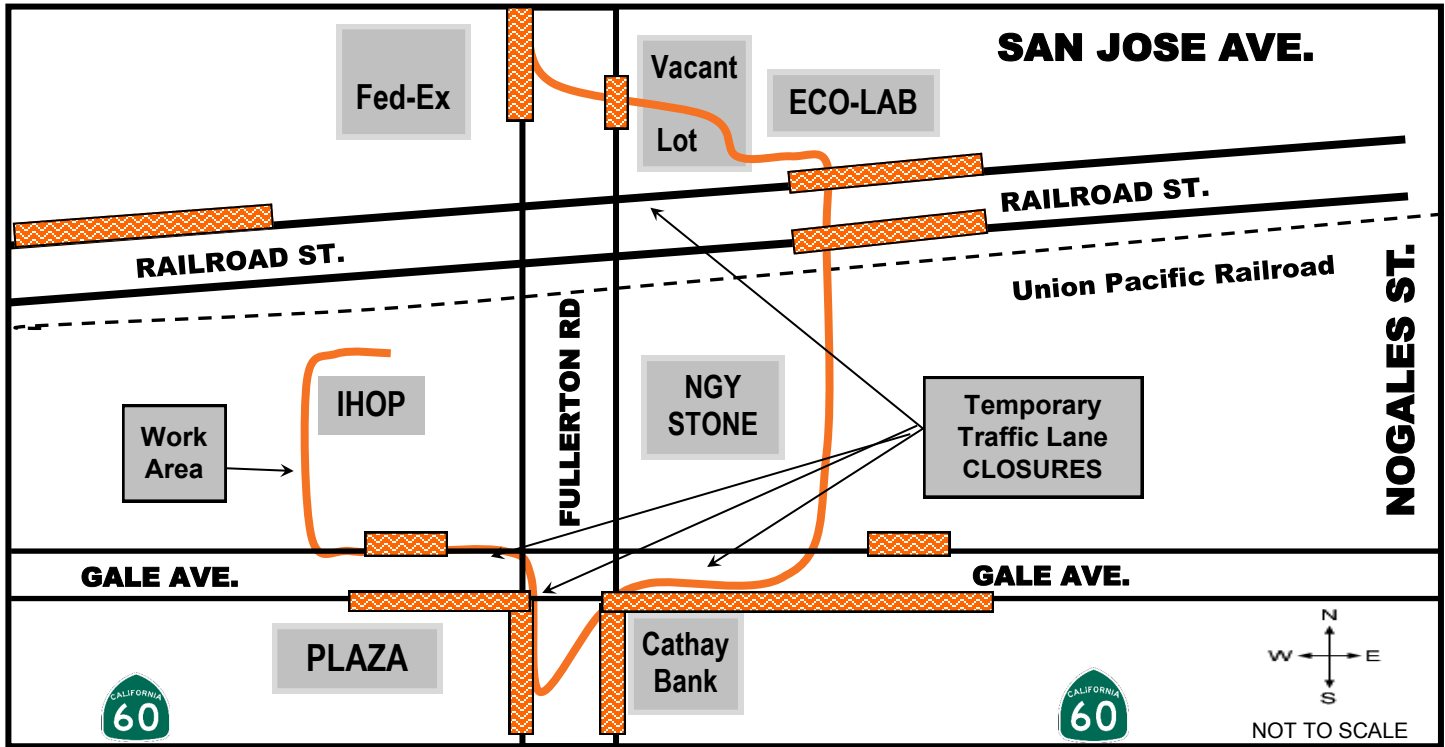 SAN JOSE AVE.
Fed-Ex
Vacant
Lot
ECO-LAB
RAILROAD ST.
RAILROAD ST.
Union Pacific Railroad
NOGALES ST.
FULLERTON RD
IHOP
NGY
STONE
Work
Area
Temporary
Traffic Lane
CLOSURES
GALE AVE.
GALE AVE.
PLAZA
Cathay
Bank
CALIFORNIA
60
CALIFORNIA
60
N
W
E
S
NOT TO SCALE